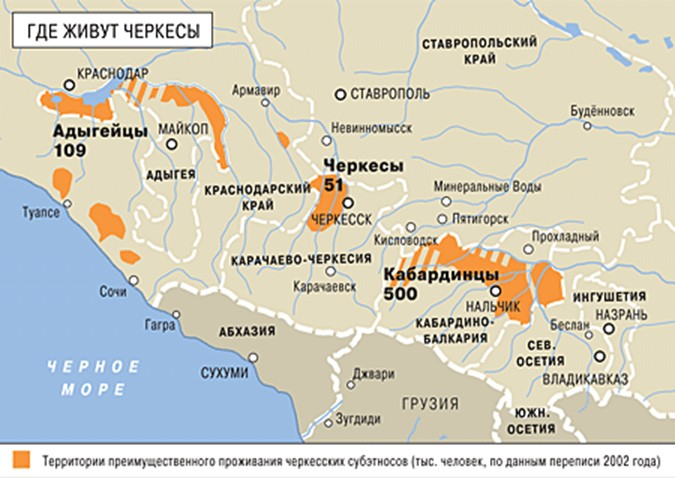 ГДЕ ЖИВУТ ЧЕРКЕСЫ
СТАВРОПОЛЬСКИЙ
КРАЙ
КРАСНОДАР
Армавир
СТАВРОПОЛЬ
Будённовск
Адыгейцы
109
МАЙКОП
Невинномысск
АДЫГЕЯ
Черкесы
51
КРАСНОДАРСКИЙ
КРАЙ
Минеральные Воды
Туапсе
ЧЕРКЕССК
Пятигорск
Кисловодск
Прохладный
КАРАЧАЕВО-ЧЕРКЕСИЯ
Кабардинцы
500
Карачаевск
Сочи
НАЛЬЧИК
ИНГУШЕТИЯ
НАЗРАНЬ
Гагра
АБХАЗИЯ
КАБАРДИНО-
БАЛКАРИЯ
Беслан
СЕВ.
ОСЕТИЯ
ЧЕРНОЕ
МОРЕ
СУХУМИ
Джвари
ВЛАДИКАВКАЗ
ГРУЗИЯ
Зугдиди
ЮЖН.
ОСЕТИЯ
Территории преимущественного проживания черкесских субэтносов (тыс. человек, по данным переписи 2002 года)